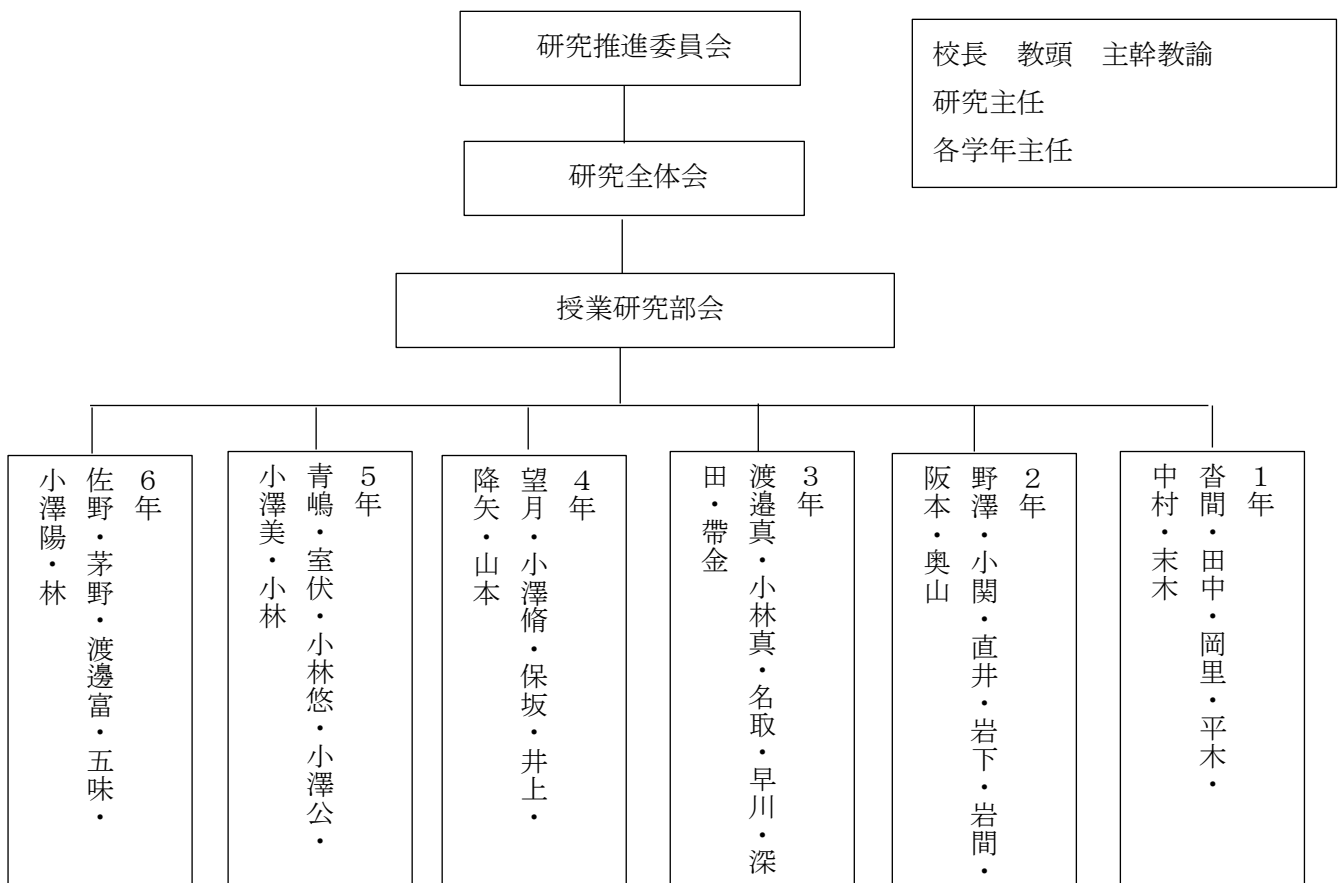 研究推進委員会
校長　教頭　主幹教諭
研究主任
各学年主任
研究全体会
授業研究部会
１年
沓間・田中・岡里・平木・
中村・末木
２年
野澤・小関・直井・岩下・岩間・
阪本・奥山
３年
渡邉真・小林真・名取・早川・深
田・帶金
４年
望月・小澤脩・保坂・井上・
降矢・山本
５年
青嶋・室伏・小林悠・小澤公・
小澤美・小林
６年
佐野・茅野・渡邊富・五味・
小澤陽・林